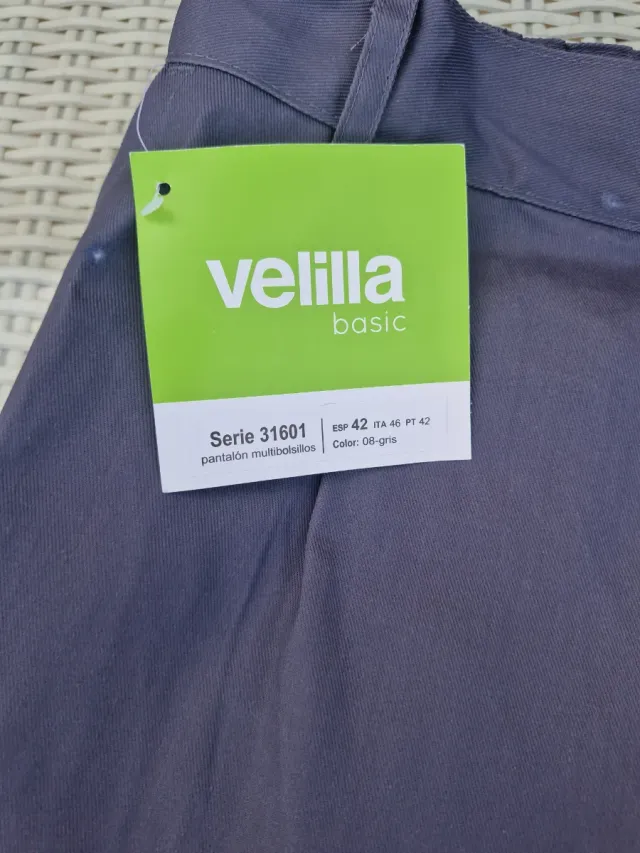 velilla
basic
Serie 31601
pantalón multibolsillos
ESP 42 ITA 46 PT 42
Color: 08-gris